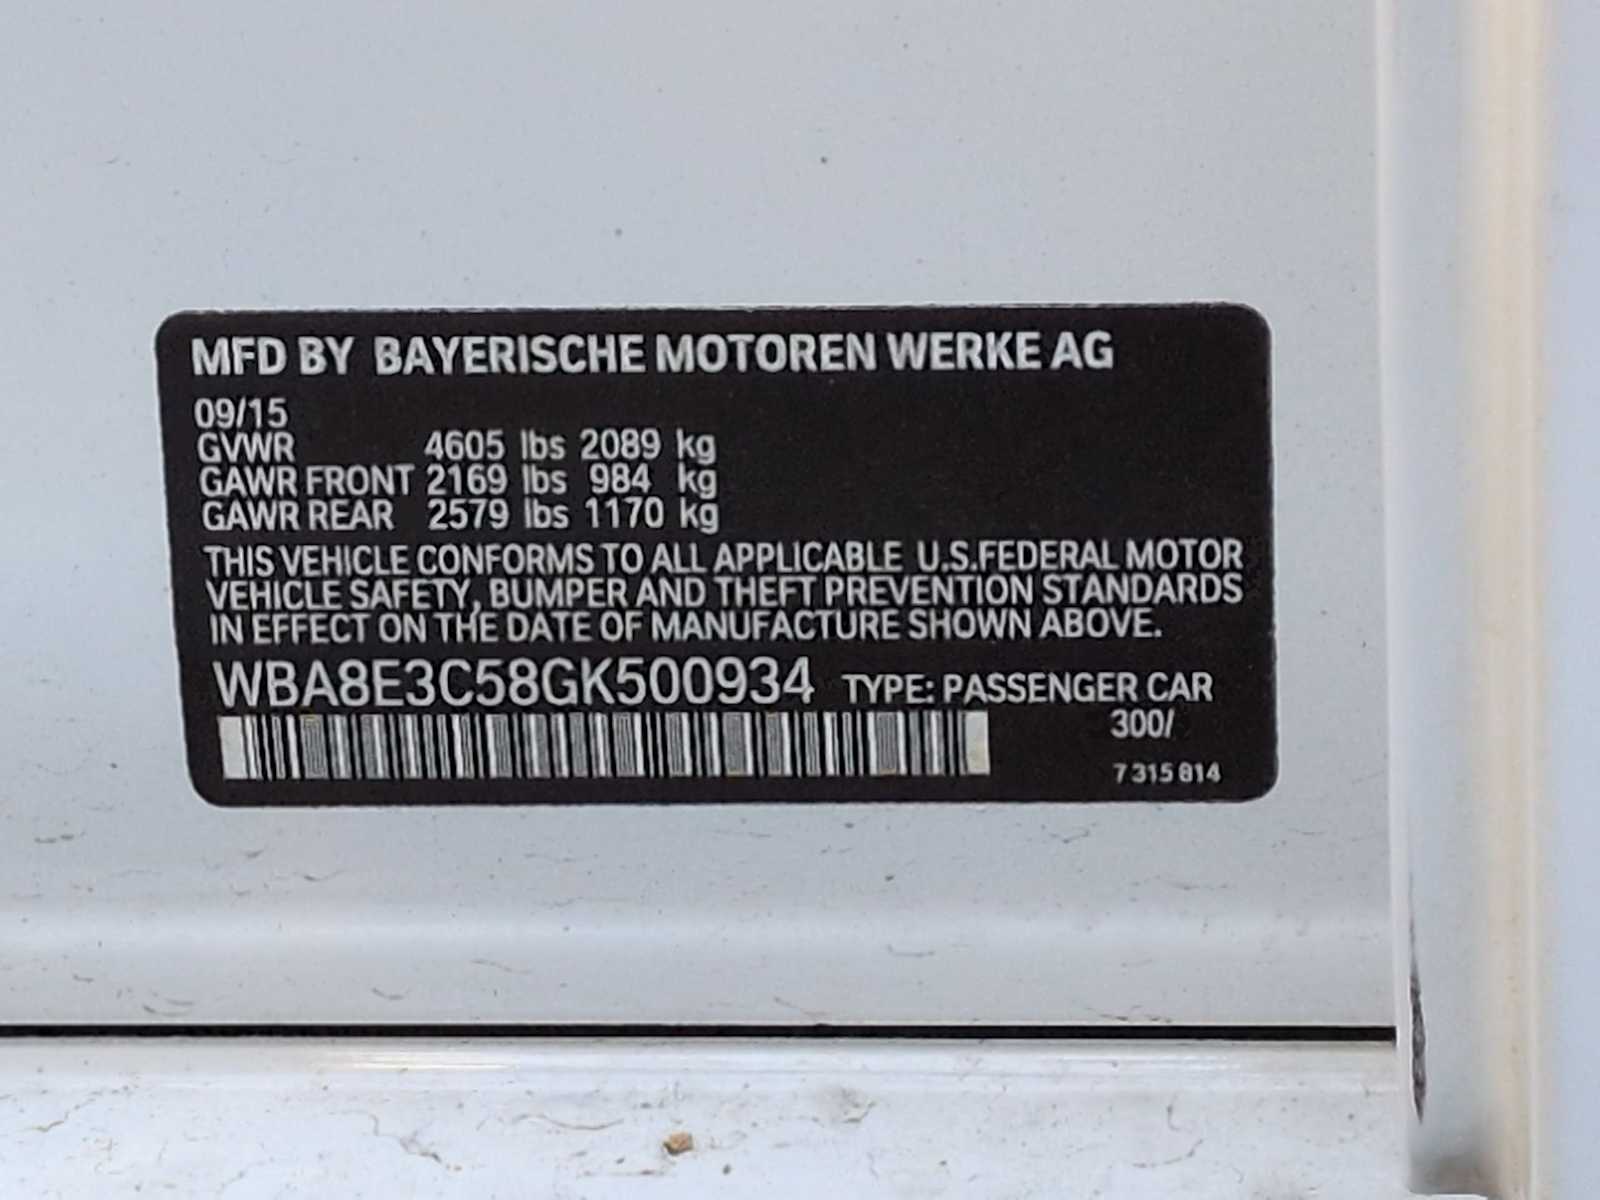 MFD BY BAYERISCHE MOTOREN WERKE AG
09/15
GVWR 4605 lbs 2089 kg
GAWR FRONT 2169 lbs 984 kg
GAWR REAR 2579 lbs 1170 kg
THIS VEHICLE CONFORMS TO ALL APPLICABLE U.S.FEDERAL MOTOR
VEHICLE SAFETY, BUMPER AND THEFT PREVENTION STANDARDS
IN EFFECT ON THE DATE OF MANUFACTURE SHOWN ABOVE.
WBA8E3C58GK500934 TYPE: PASSENGER CAR
300/
7 315 814